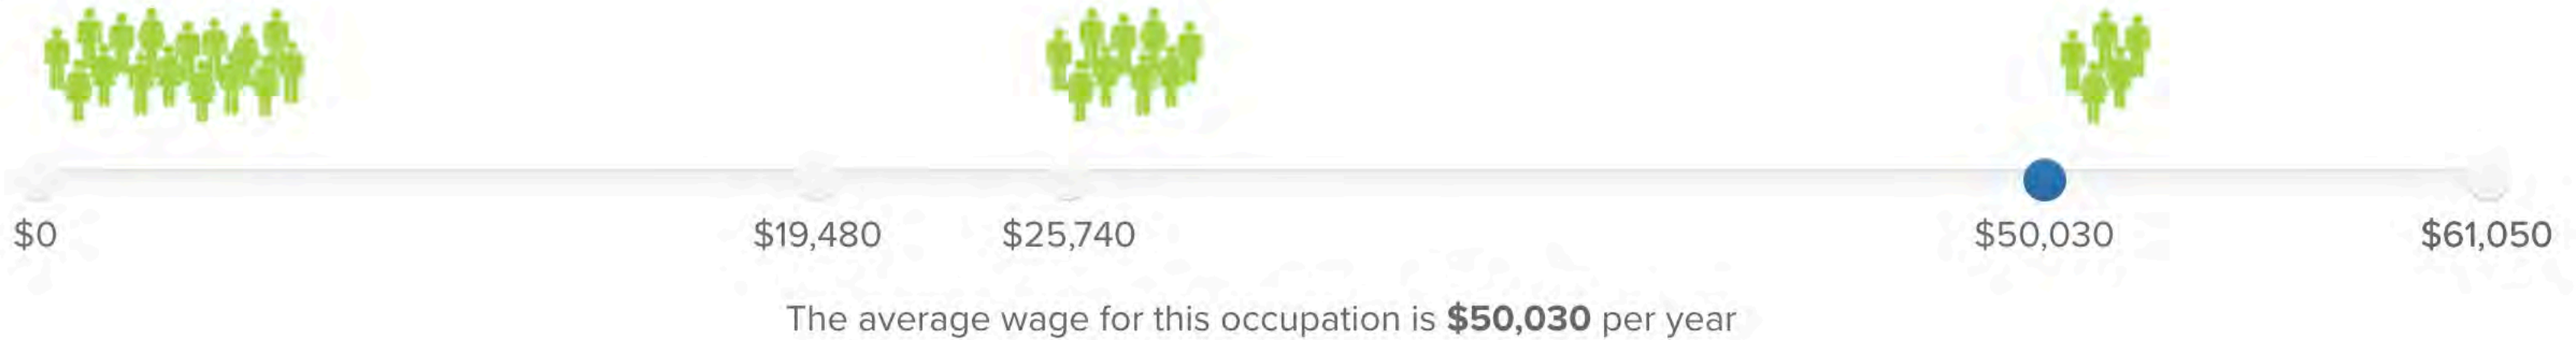 $0 $19,480 $25,740 $50,030 $61,050
The average wage for this occupation is $50,030 per year